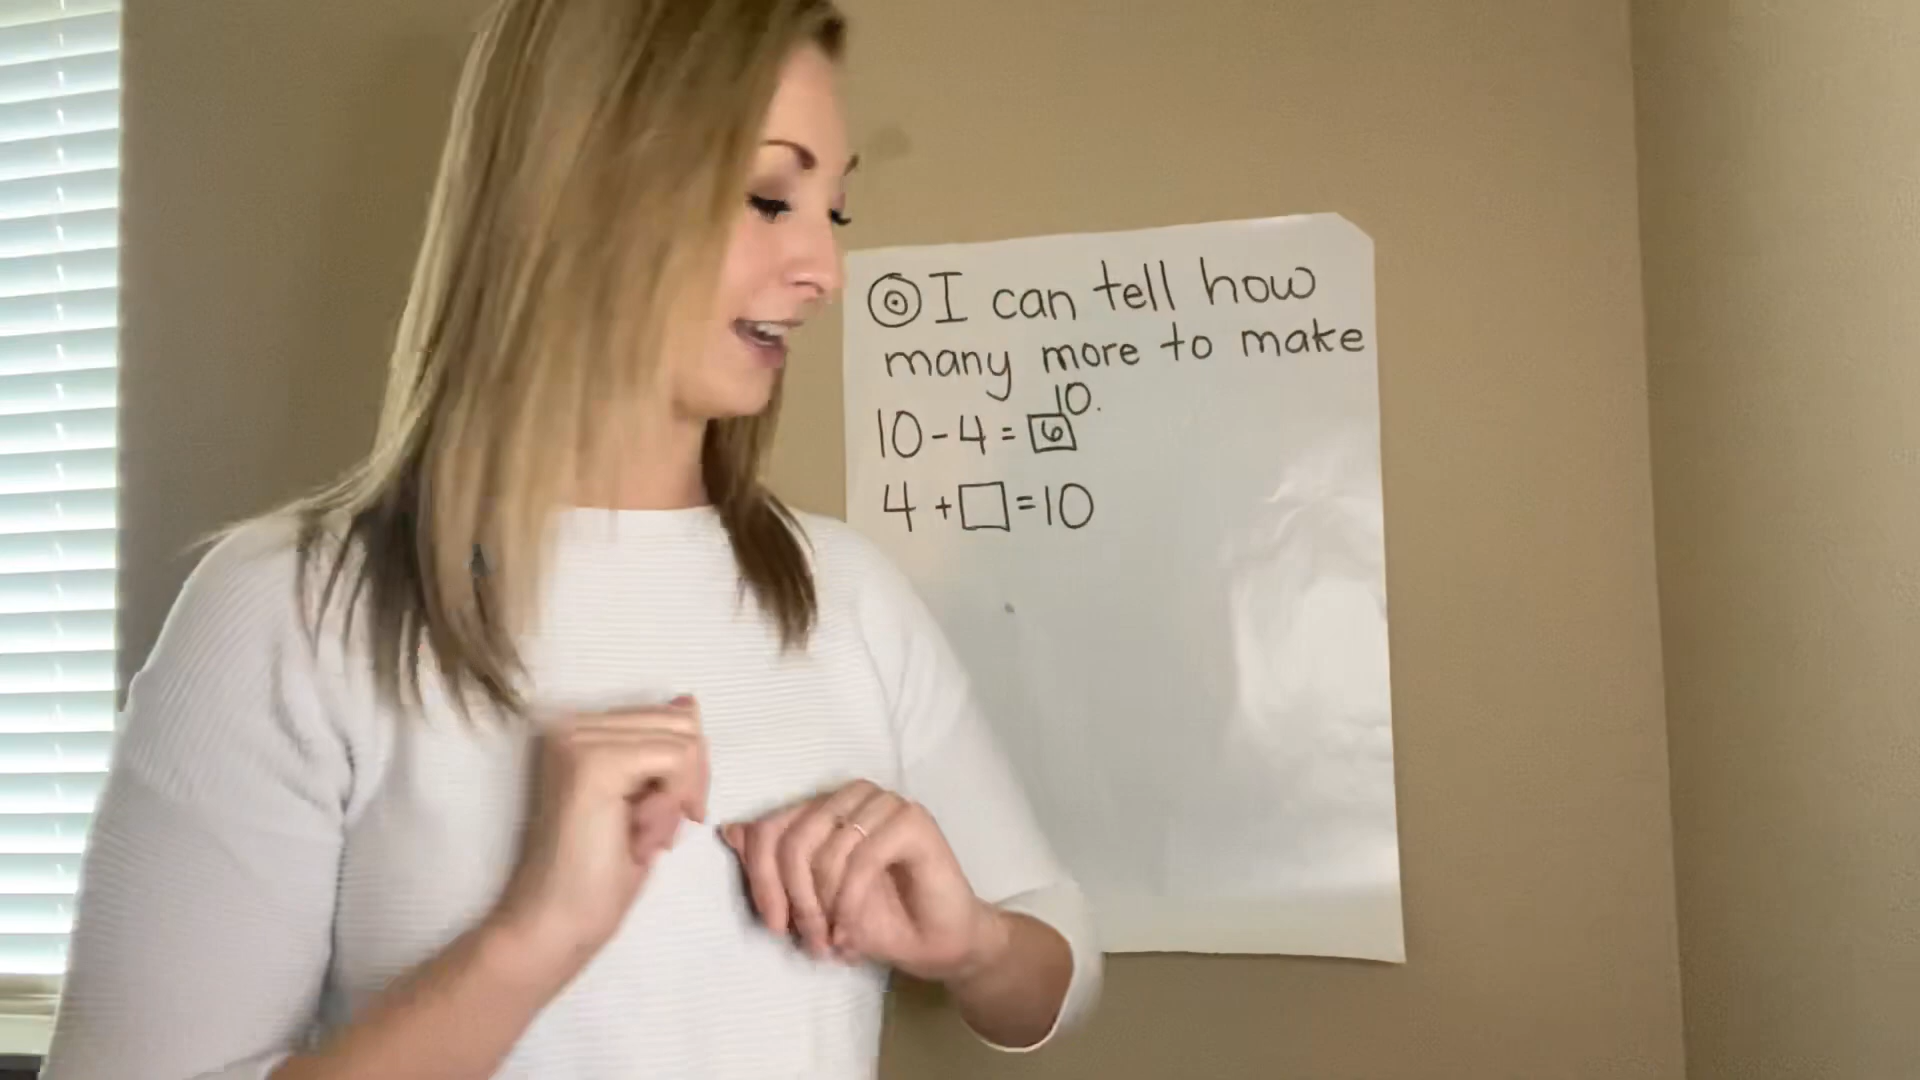 ◎ I can tell how
many more to make
10.
10 - 4 = 6
4 + □ = 10